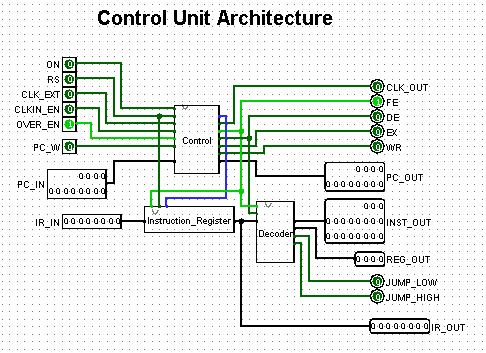 Control Unit Architecture
ON 0
RS 0
CLK_EXT 0
CLKIN_EN 0
OVER_EN 1
PC_W 0
PC_IN 0 0 0 0
0 0 0 0 0 0 0 0
IR_IN 0 0 0 0 0 0 0 0
Control
Instruction_Register
Decoder
0 CLK_OUT
1 FE
0 DE
0 EX
0 WR
0 0 0 0
0 0 0 0 0 0 0 0 PC_OUT
0 0 0 0
0 0 0 0 0 0 0 0
0 0 0 0 0 0 0 0 INST_OUT
0 0 0 0 REG_OUT
0 JUMP_LOW
0 JUMP_HIGH
0 0 0 0 0 0 0 0 IR_OUT